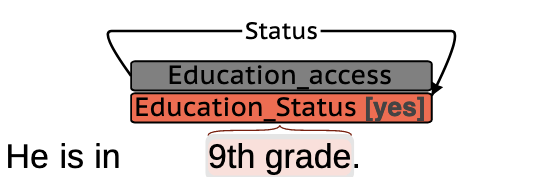 Status
Education_access
Education_Status [yes]
He is in 9th grade.